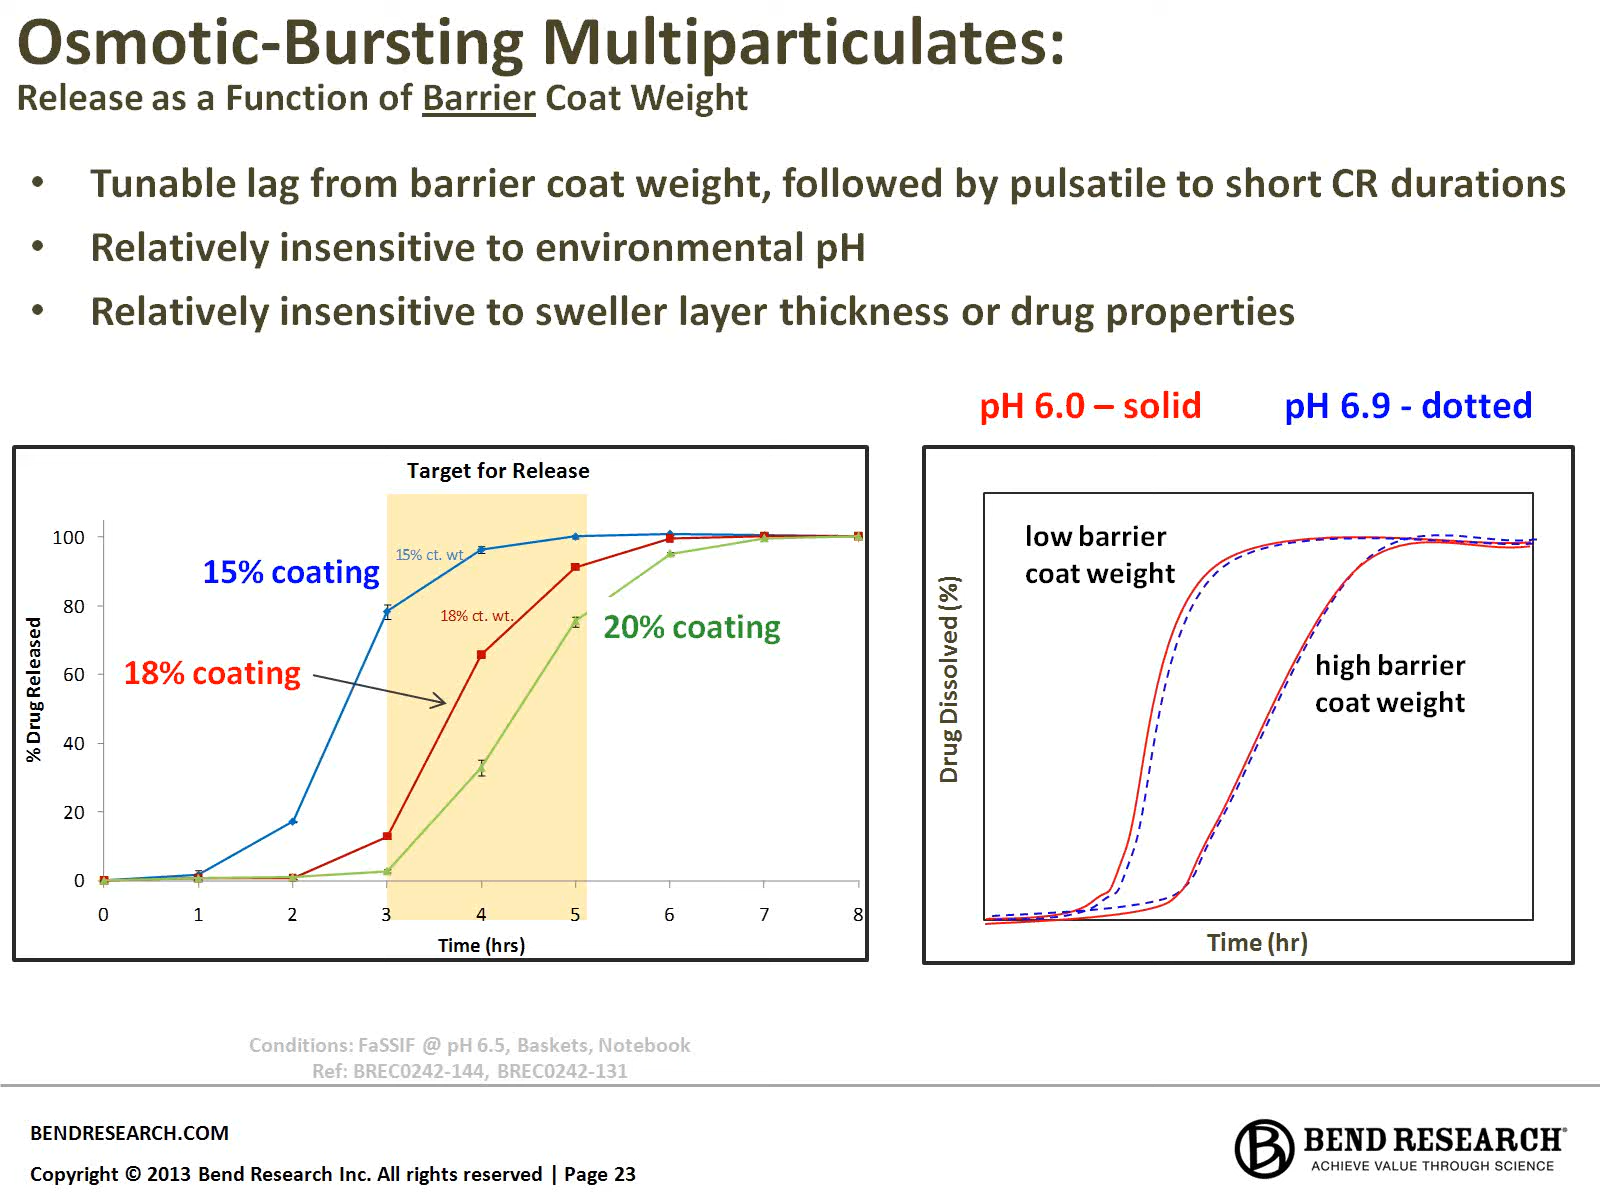 Osmotic-Bursting Multiparticulates:
Release as a Function of Barrier Coat Weight
• Tunable lag from barrier coat weight, followed by pulsatile to short CR durations
• Relatively insensitive to environmental pH
• Relatively insensitive to sweller layer thickness or drug properties
pH 6.0 – solid
pH 6.9 - dotted
Target for Release
% Drug Released
100
80
60
40
20
0
15% coating
15% ct. wt.
18% ct. wt.
18% coating
20% coating
0 1 2 3 4 5 6 7 8
Time (hrs)
Drug Dissolved (%)
low barrier
coat weight
high barrier
coat weight
Time (hr)
Conditions: FaSSIF @ pH 6.5, Baskets, Notebook
Ref: BREC0242-144, BREC0242-131
BENDRESEARCH.COM
Copyright © 2013 Bend Research Inc. All rights reserved | Page 23
B BEND RESEARCH®
ACHIEVE VALUE THROUGH SCIENCE